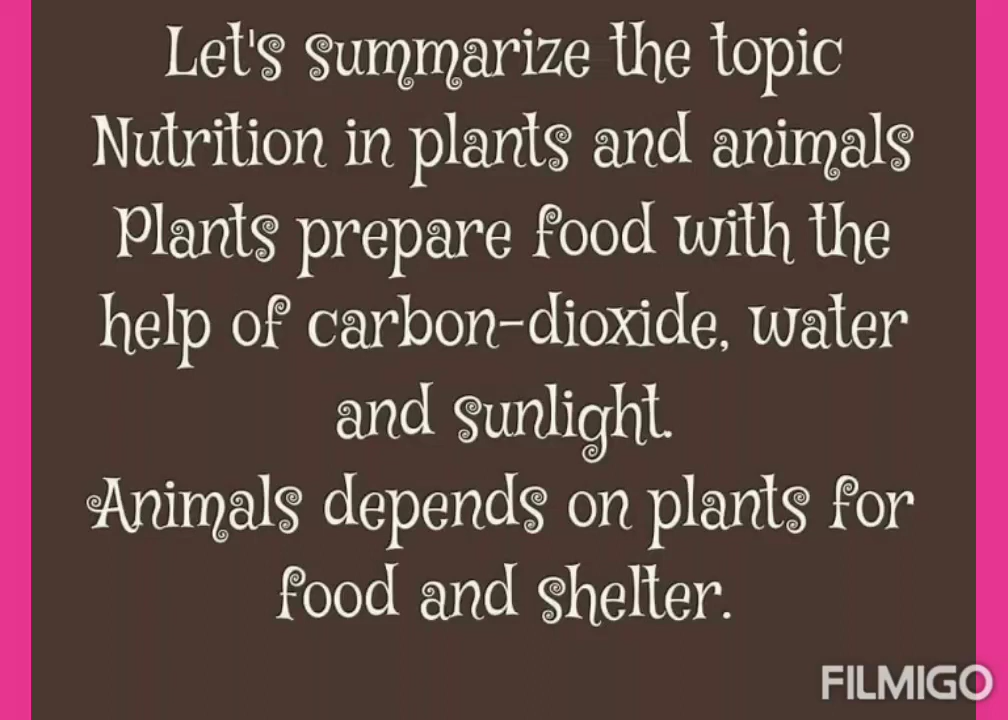 Let's summarize the topic
Nutrition in plants and animals
Plants prepare food with the
help of carbon-dioxide, water
and sunlight.
Animals depends on plants for
food and shelter.
FILMIGO